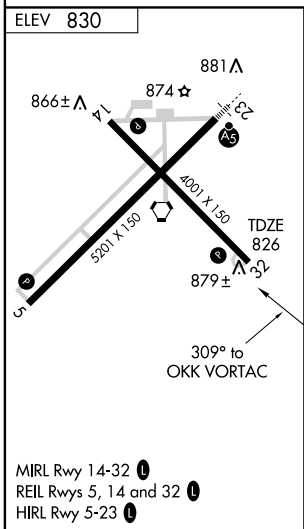 ELEV 830
881
874
866±
14
23
P
A5
4001 X 150
5201 X 150
TDZE
826
P
879±
32
P
5
309° to
OKK VORTAC
MIRL Rwy 14-32 L
REIL Rwys 5, 14 and 32 L
HIRL Rwy 5-23 L